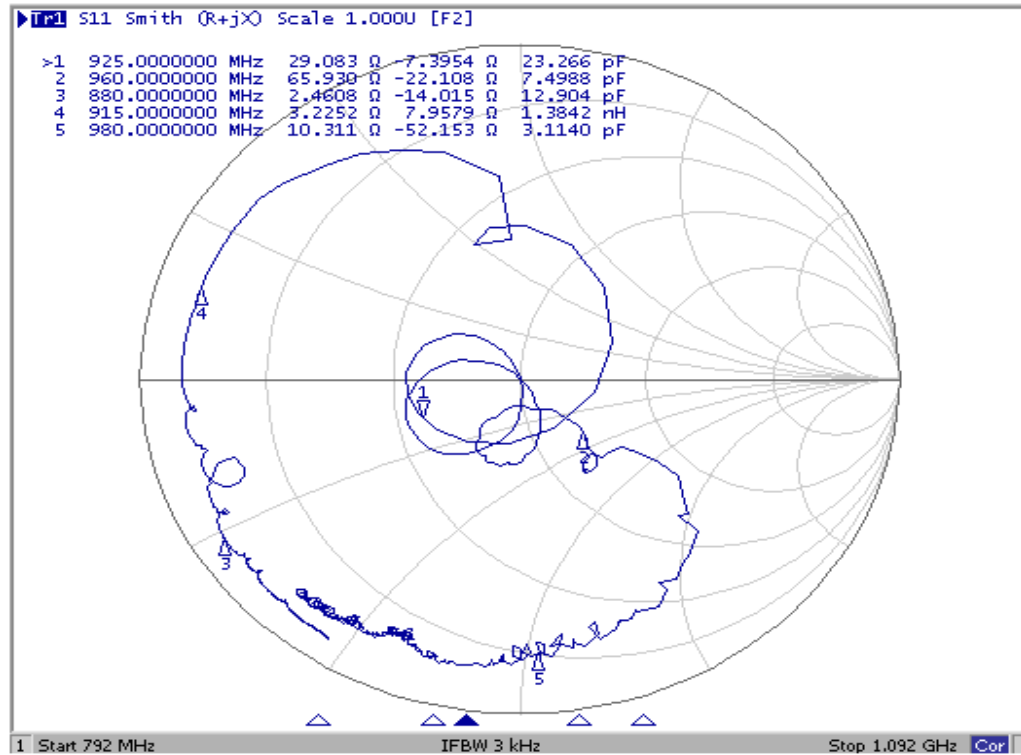 Tr1 S11 Smith (R+jX) Scale 1.000U [F2]
>1 925.0000000 MHz 29.083 Ω -7.3954 Ω 23.266 pF
2 960.0000000 MHz 65.930 Ω -22.108 Ω 7.4988 pF
3 880.0000000 MHz 2.4608 Ω -14.015 Ω 12.904 pF
4 915.0000000 MHz 3.2252 Ω 7.9579 Ω 1.3842 nH
5 980.0000000 MHz 10.311 Ω -52.153 Ω 3.1140 pF
4
1
2
3
5
1 Start 792 MHz IFBW 3 kHz Stop 1.092 GHz Cor